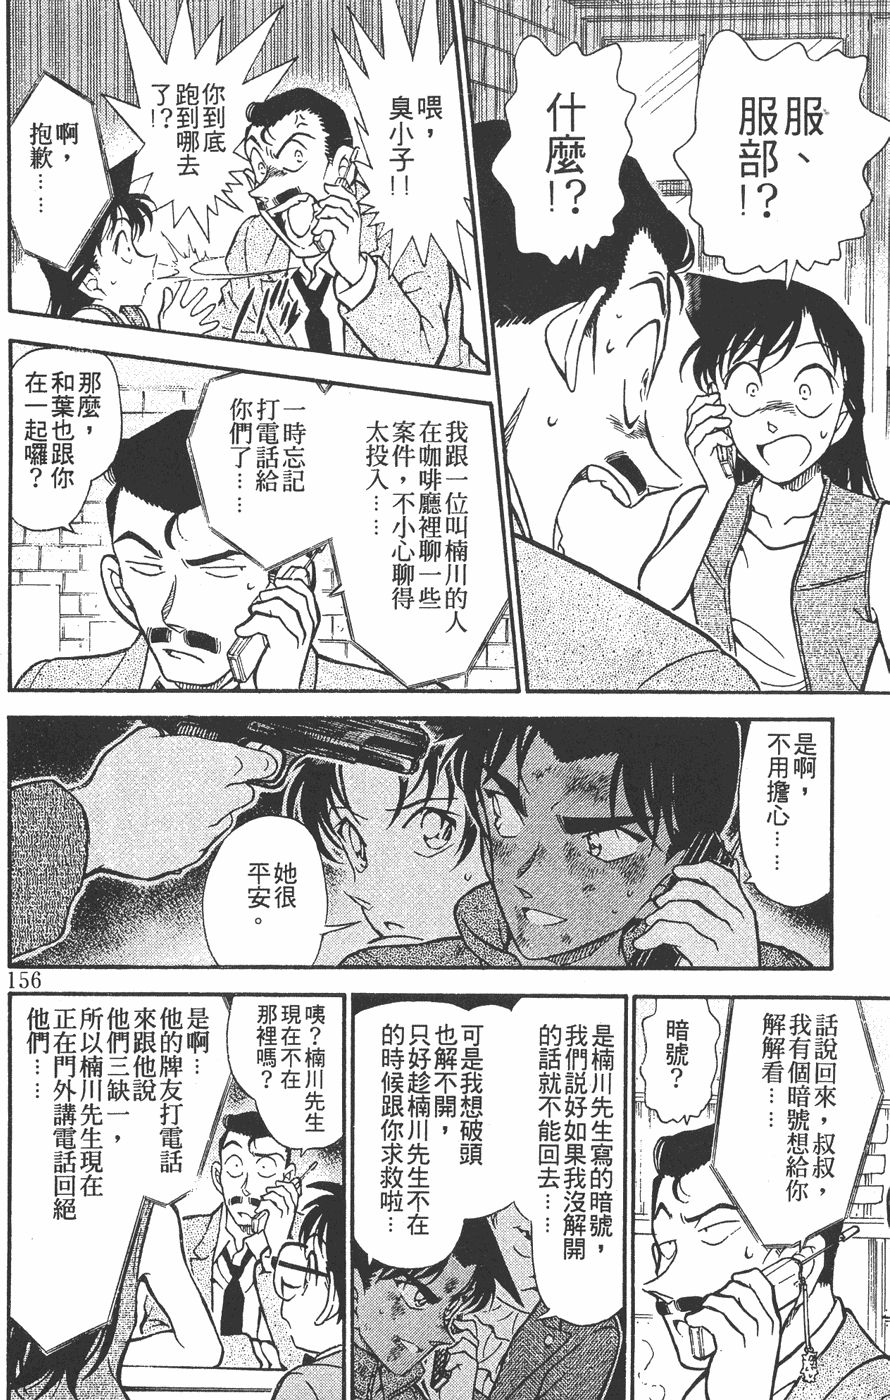 服、
服部!?
什麼!?
喂，
臭小子!!
你到底
跑到哪去
了!?
啊，
抱歉……
我跟一位叫楠川的人
在咖啡廳裡聊一些
案件，不小心聊得
太投入……
一時忘記
打電話給
你們了……
那麼，
和葉也跟你
在一起囉？
是啊，
不用擔心……
她很
平安。
156
話說回來，叔叔，
我有個暗號想給你
解解看……
暗號？
是楠川先生寫的暗號，
我們說好如果我沒解開
的話就不能回去……
可是我想破頭
也解不開，
只好趁楠川先生不在
的時候跟你求救啦…
咦？楠川先生
現在不在
那裡嗎？
是啊…
他的牌友打電話
來跟他說
他們三缺一，
所以楠川先生現在
正在門外講電話回絕
他們……